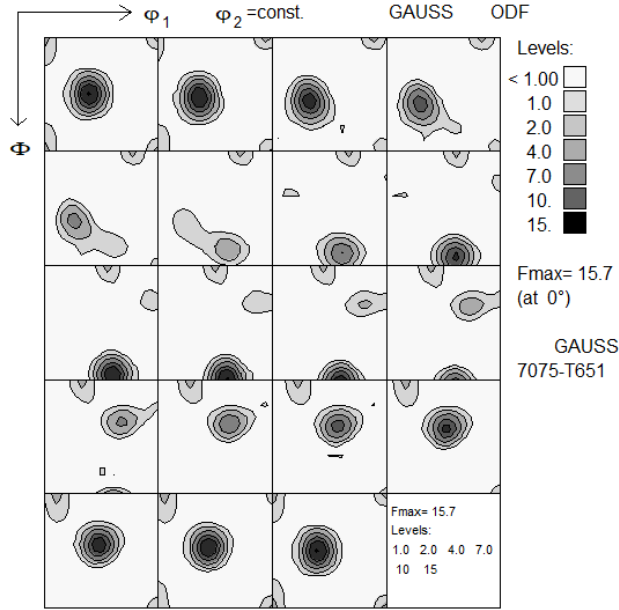 φ1 φ2 =const. GAUSS ODF
Φ
Levels:
< 1.00
1.0
2.0
4.0
7.0
10.
15.
Fmax= 15.7
(at 0°)
GAUSS
7075-T651
Fmax= 15.7
Levels:
1.0 2.0 4.0 7.0
10 15